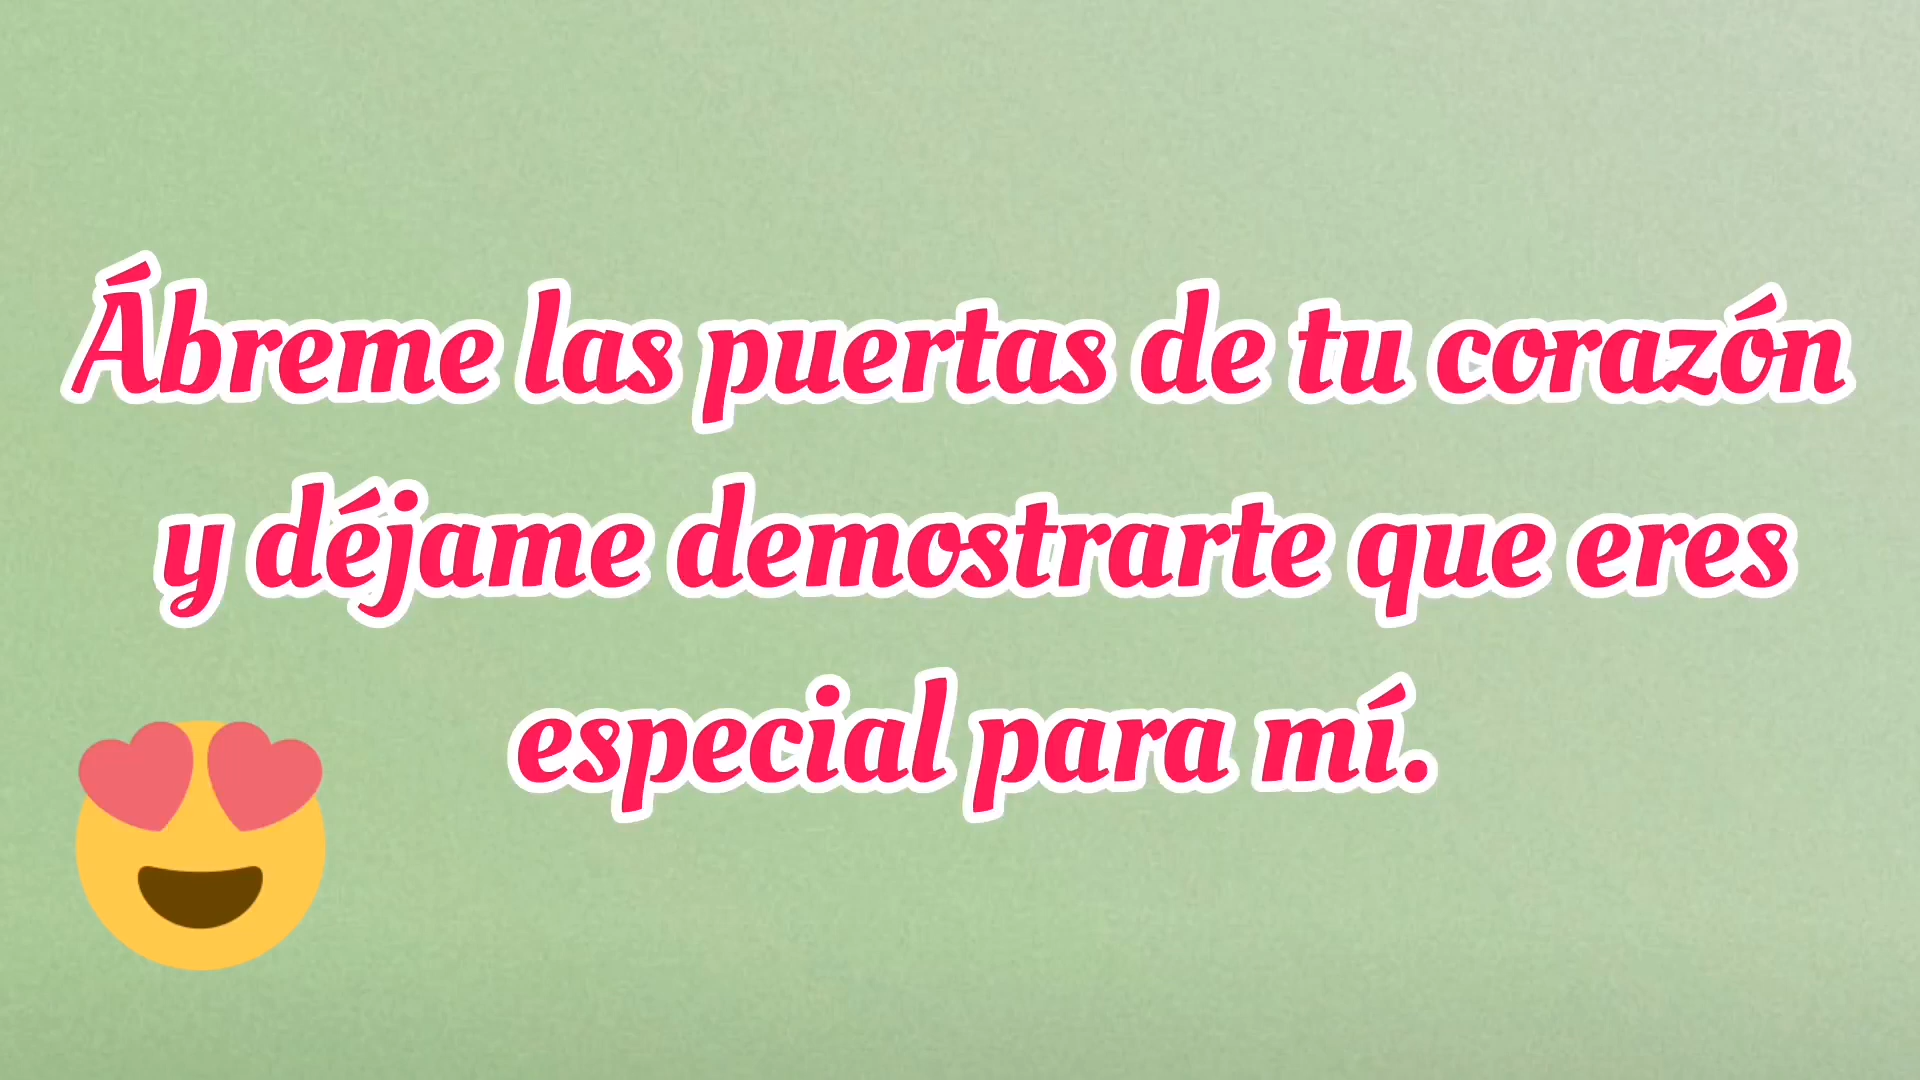 Ábreme las puertas de tu corazón
y déjame demostrarte que eres
especial para mí.